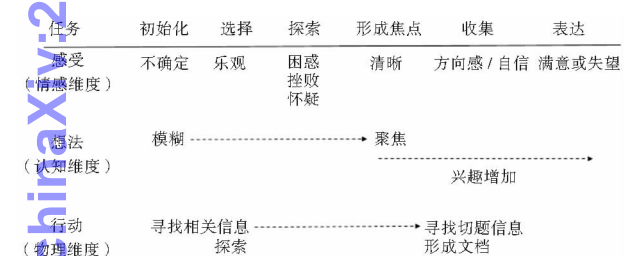 任务 初始化 选择 探索 形成焦点 收集 表达
感受 不确定 乐观 困惑 清晰 方向感 / 自信 满意或失望
（情感维度） 挫败
怀疑
想法 模糊 聚焦
（认知维度） 兴趣增加
行动 寻找相关信息 寻找切题信息
（物理维度） 探索 形成文档
chinaXiv:2